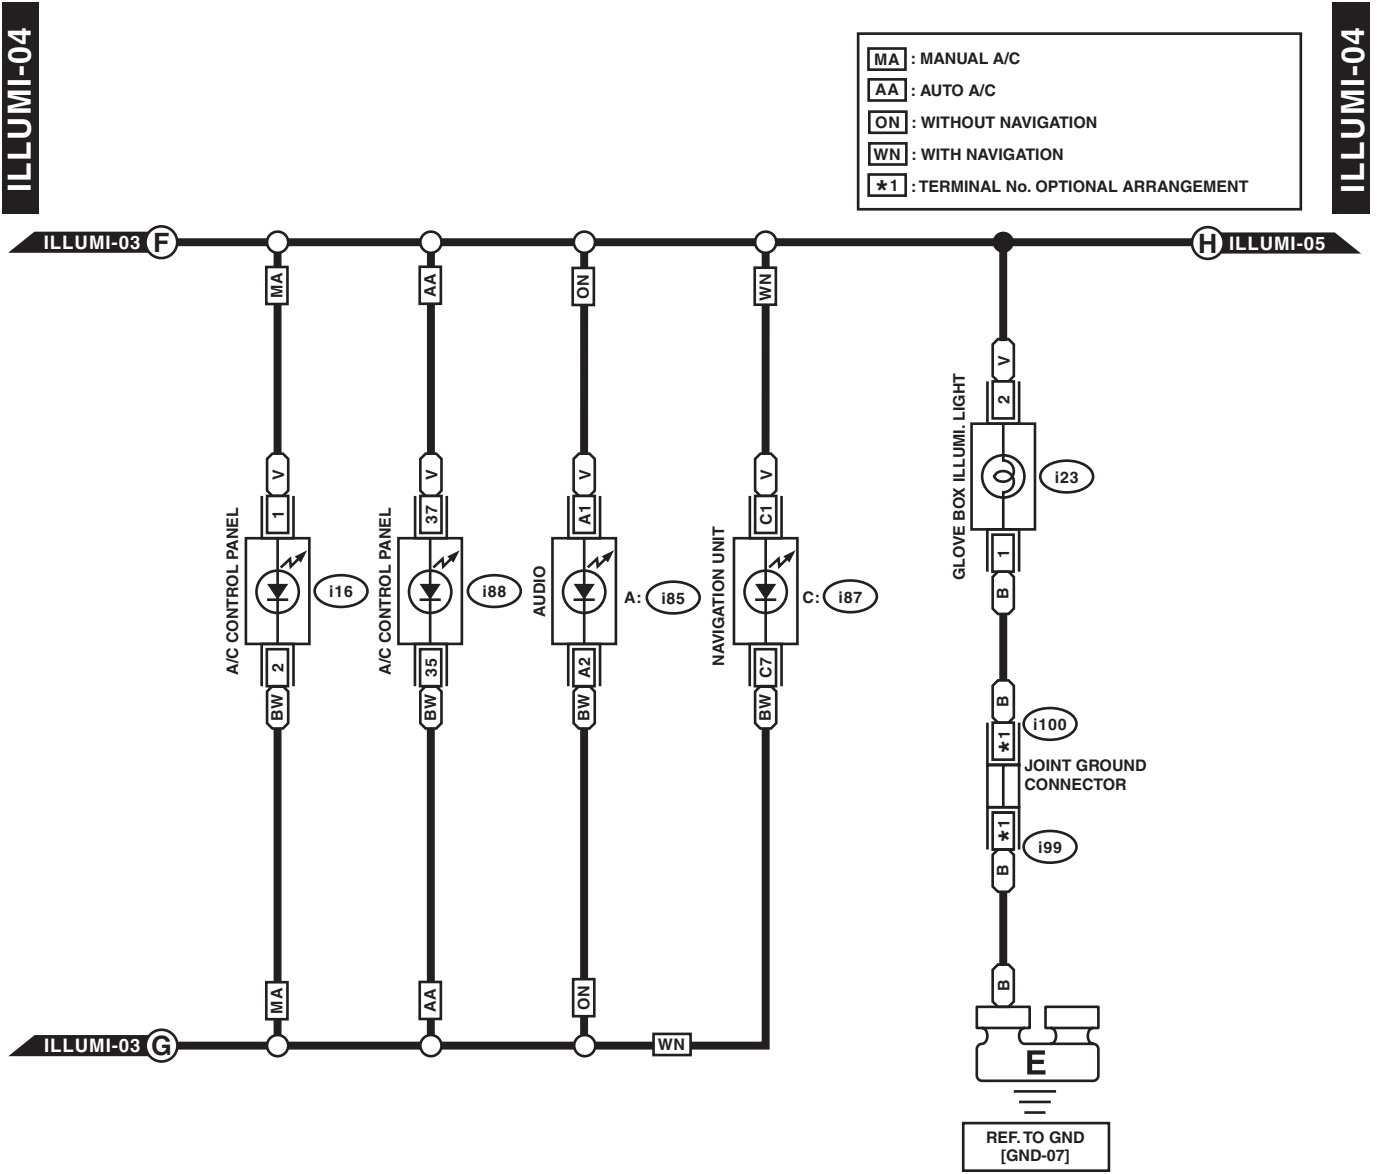 ILLUMI-04
ILLUMI-04
MA : MANUAL A/C
AA : AUTO A/C
ON : WITHOUT NAVIGATION
WN : WITH NAVIGATION
*1 : TERMINAL No. OPTIONAL ARRANGEMENT
ILLUMI-03 F
H ILLUMI-05
MA
AA
ON
WN
V
2
GLOVE BOX ILLUMI. LIGHT
i23
1
B
V
V
V
V
1
37
A1
C1
A/C CONTROL PANEL
i16
A/C CONTROL PANEL
i88
AUDIO
A: i85
NAVIGATION UNIT
C: i87
2
35
A2
C7
BW
BW
BW
BW
B
i100
*1
JOINT GROUND
CONNECTOR
*1
i99
B
B
MA
AA
ON
ILLUMI-03 G
WN
E
REF. TO GND
[GND-07]